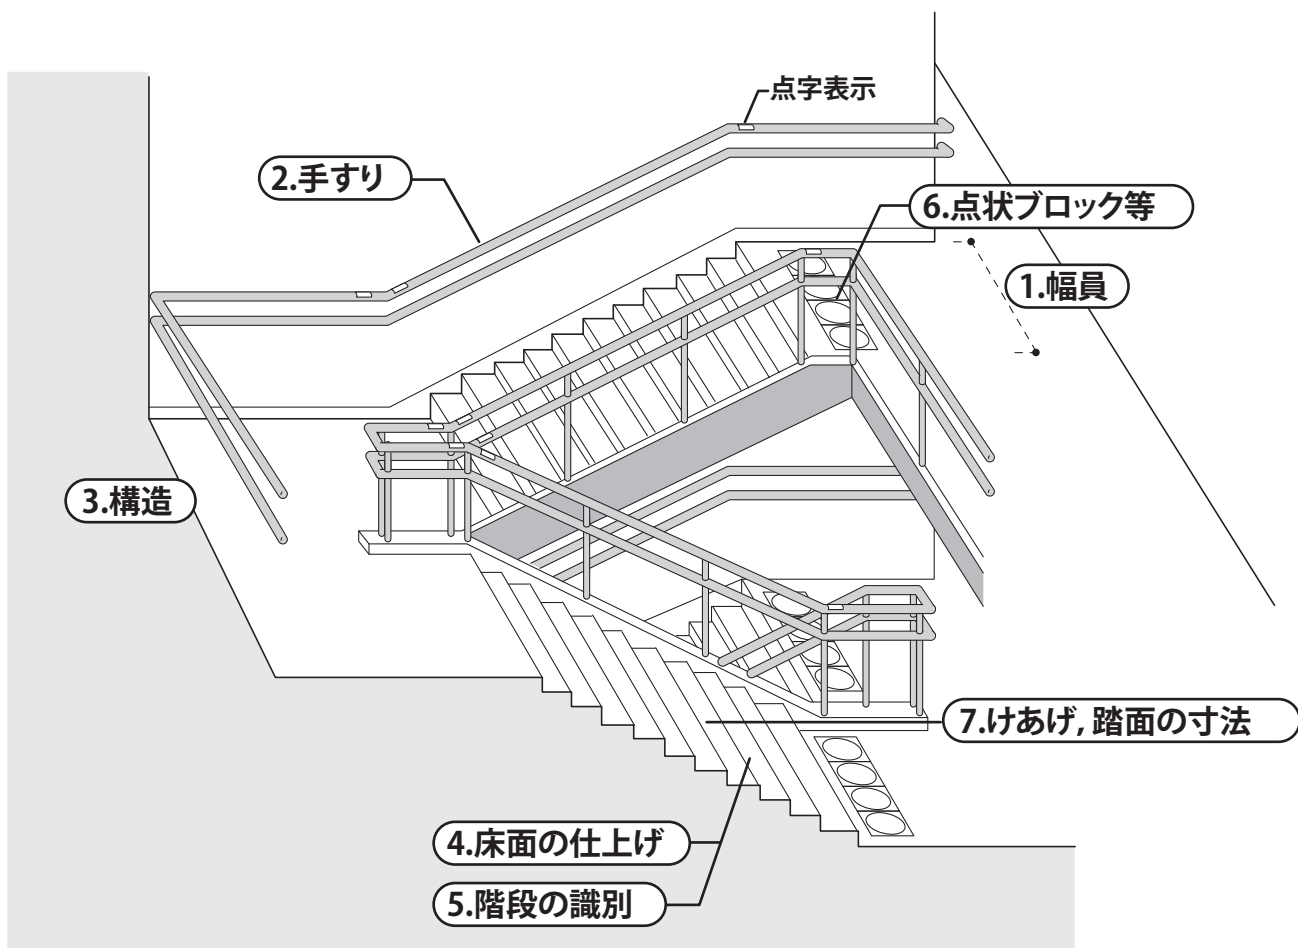 点字表示
2.手すり
6.点状ブロック等
1.幅員
3.構造
7.けあげ, 踏面の寸法
4.床面の仕上げ
5.階段の識別